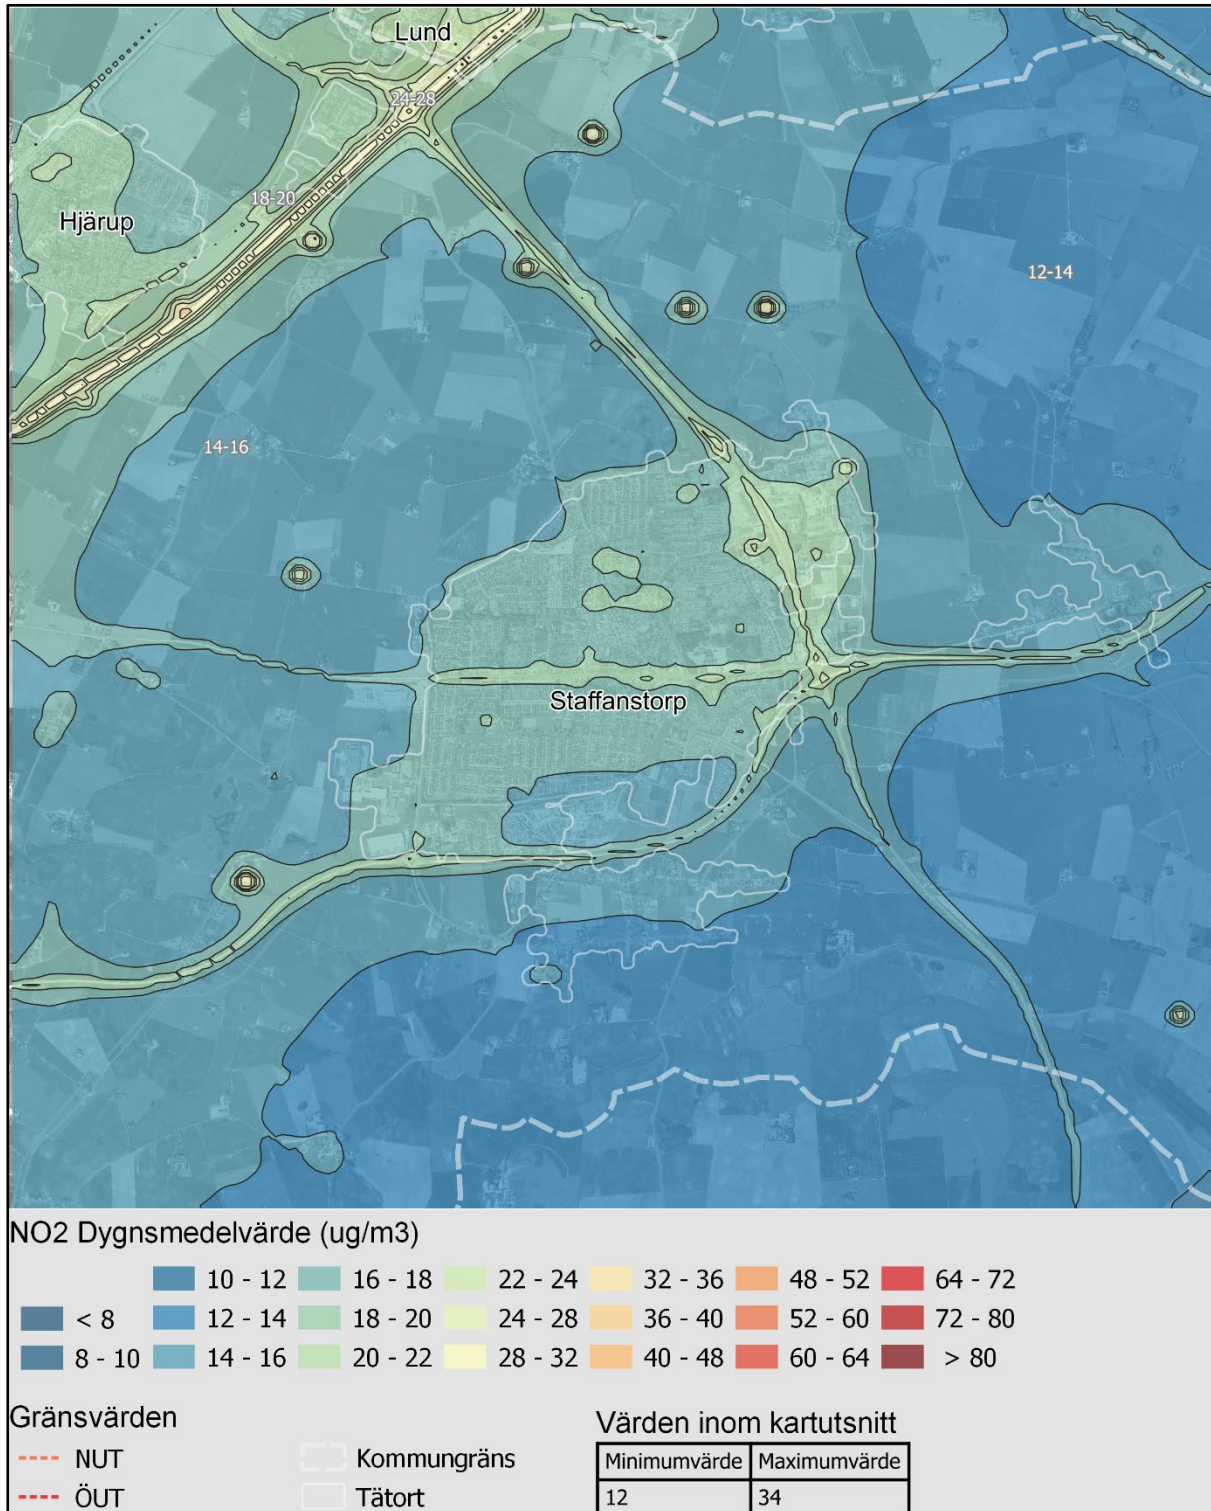 Lund
24-28
18-20
Hjärup
12-14
14-16
Staffanstorp
NO2 Dygnsmedelvärde (ug/m3)
10 - 12 16 - 18 22 - 24 32 - 36 48 - 52 64 - 72
< 8 12 - 14 18 - 20 24 - 28 36 - 40 52 - 60 72 - 80
8 - 10 14 - 16 20 - 22 28 - 32 40 - 48 60 - 64 > 80
Gränsvärden Värden inom kartutsnitt
NUT Kommungräns Minimumvärde Maximumvärde
ÖUT Tätort 12 34